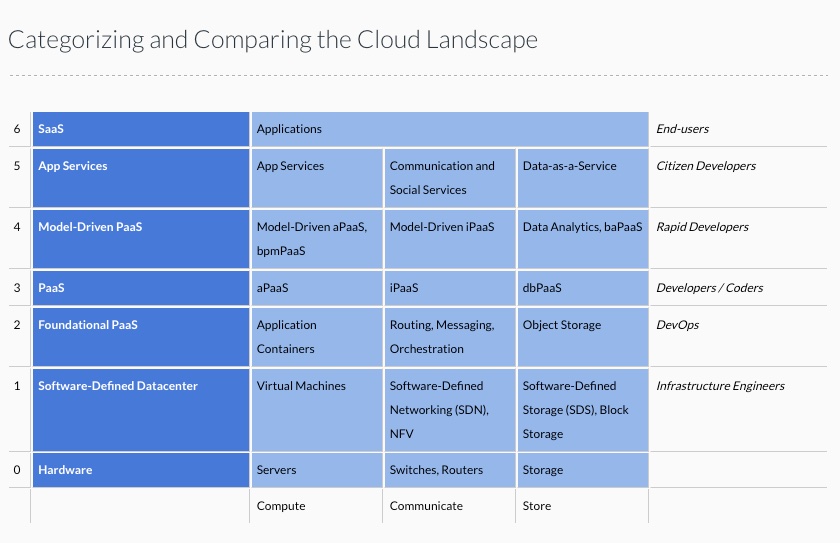 Categorizing and Comparing the Cloud Landscape
6 SaaS Applications End-users
5 App Services App Services Communication and Data-as-a-Service Citizen Developers
Social Services
4 Model-Driven PaaS Model-Driven aPaaS, Model-Driven iPaaS Data Analytics, baPaaS Rapid Developers
bpmPaaS
3 PaaS aPaaS iPaaS dbPaaS Developers / Coders
2 Foundational PaaS Application Routing, Messaging, Object Storage DevOps
Containers Orchestration
1 Software-Defined Datacenter Virtual Machines Software-Defined Software-Defined Infrastructure Engineers
Networking (SDN), Storage (SDS), Block
NFV Storage
0 Hardware Servers Switches, Routers Storage
Compute Communicate Store